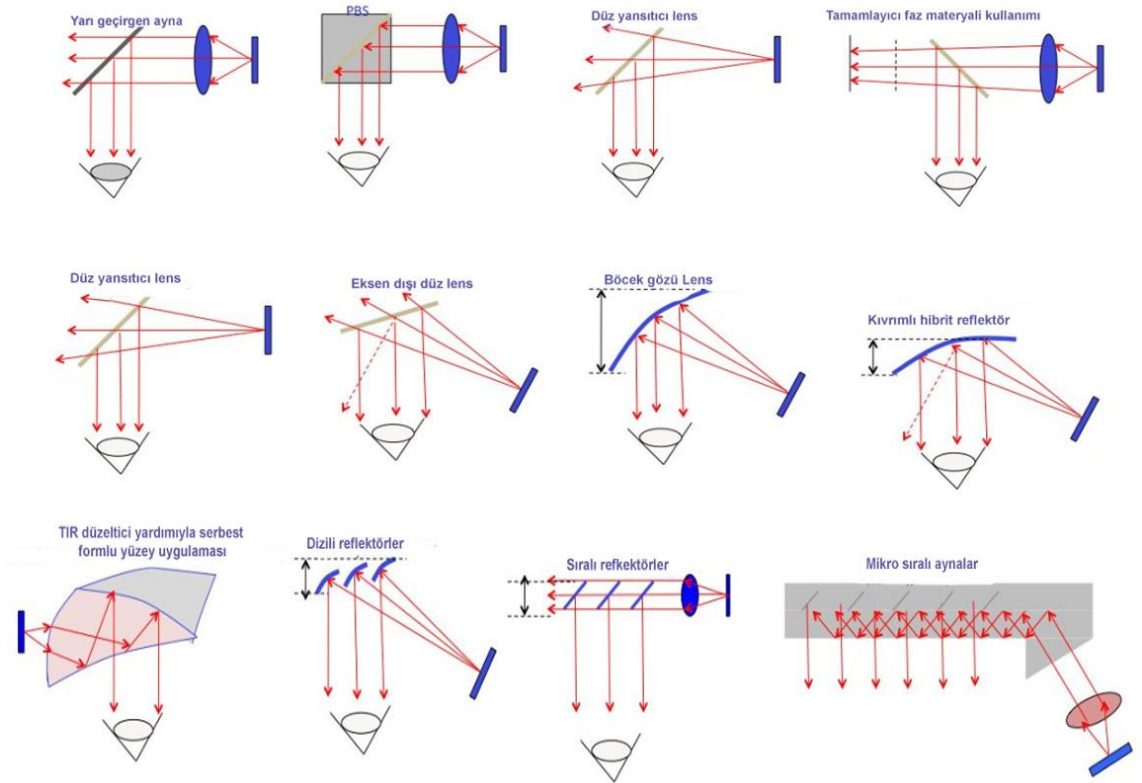 Yarı geçirgen ayna
PBS
Düz yansıtıcı lens
Tamamlayıcı faz materyali kullanımı
Düz yansıtıcı lens
Eksen dışı düz lens
Böcek gözü Lens
Kıvrımlı hibrit reflektör
TIR düzeltici yardımıyla serbest
formlu yüzey uygulaması
Dizili reflektörler
Sıralı refkektörler
Mikro sıralı aynalar